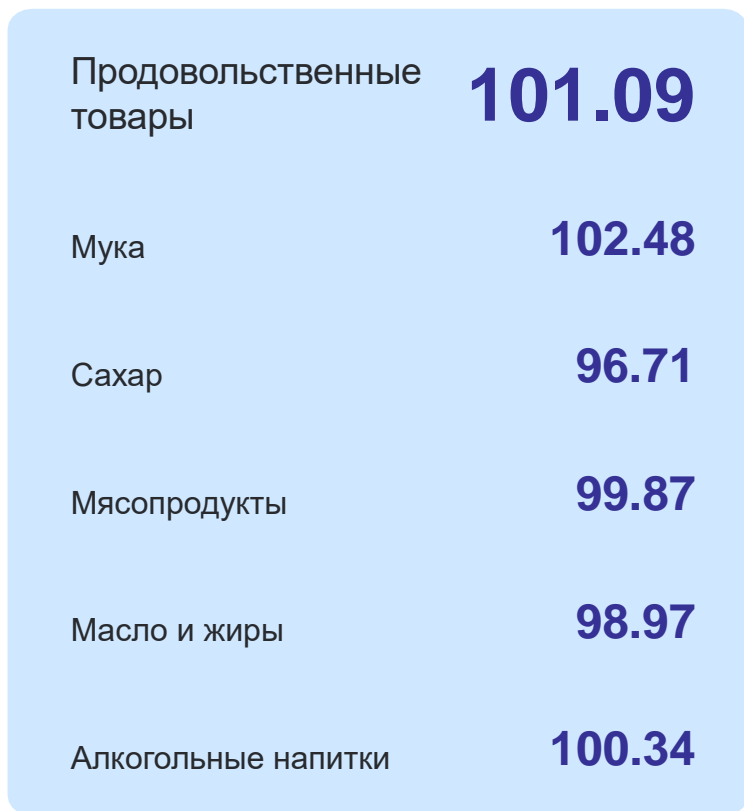 Продовольственные
товары
101.09
Мука 102.48
Сахар 96.71
Мясопродукты 99.87
Масло и жиры 98.97
Алкогольные напитки 100.34